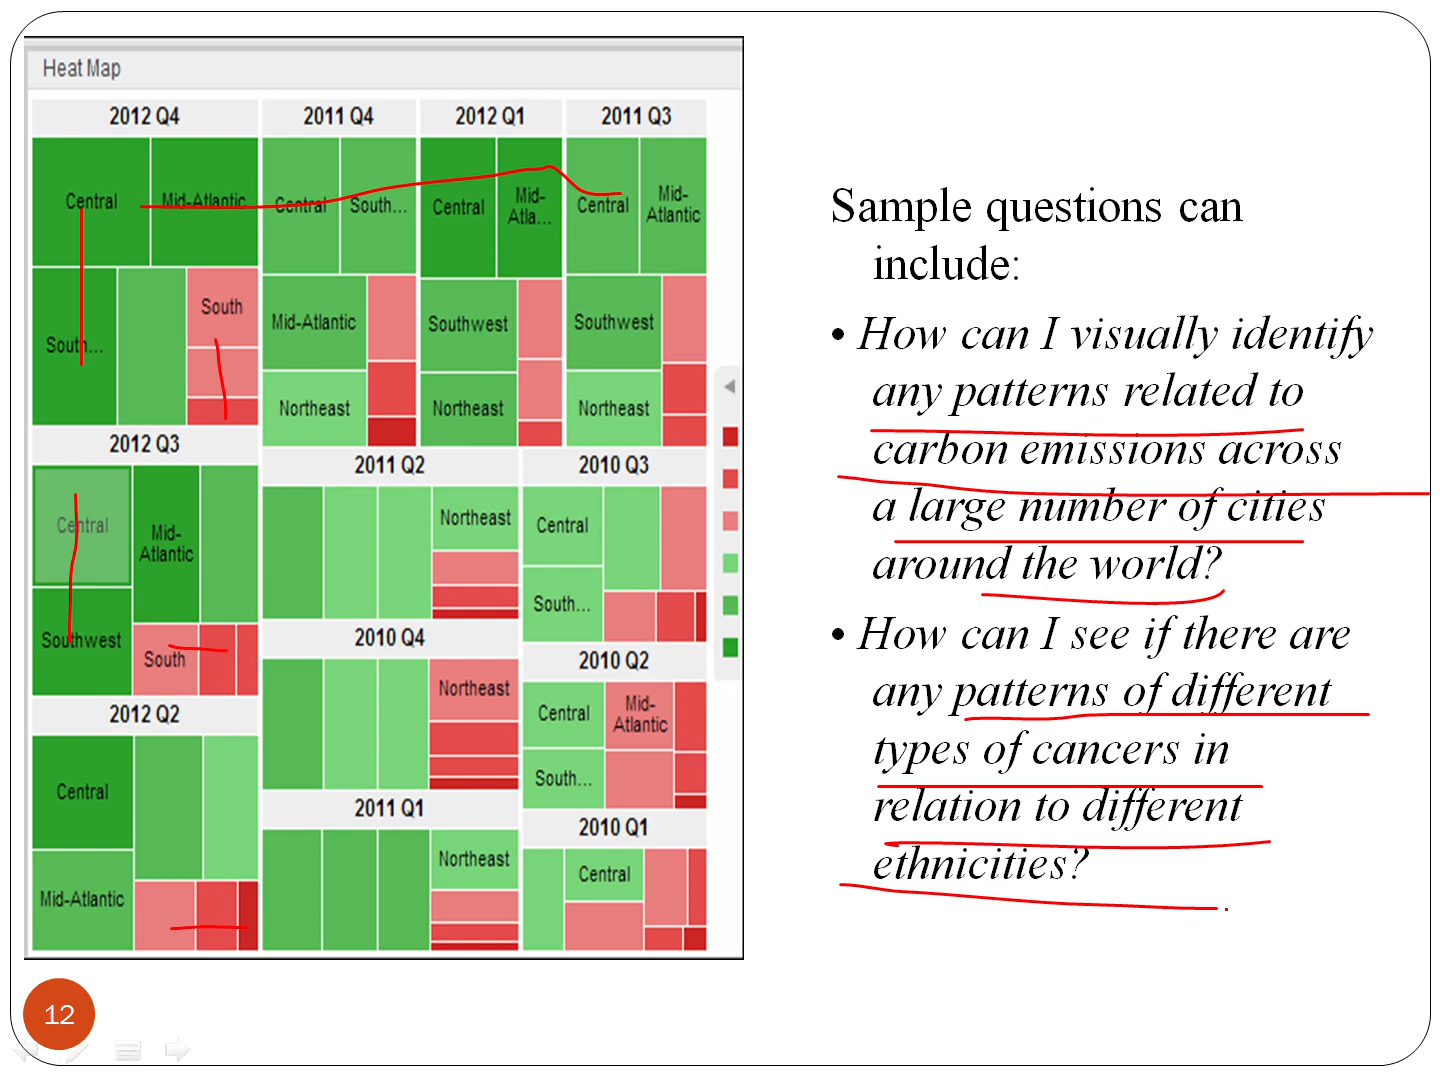 Heat Map
2012 Q4
Central
Mid-Atlantic
South...
South
2012 Q3
Central
Mid-
Atlantic
Southwest
South
2012 Q2
Central
Mid-Atlantic
2011 Q4
Central
South...
Mid-Atlantic
Northeast
2012 Q1
Central
Mid-
Atla...
Southwest
Northeast
2011 Q3
Central
Mid-
Atlantic
Southwest
Northeast
2011 Q2
Northeast
2010 Q4
Northeast
2011 Q1
Northeast
2010 Q3
Central
South...
2010 Q2
Central
Mid-
Atlantic
South...
2010 Q1
Central
Sample questions can
include:
• How can I visually identify
any patterns related to
carbon emissions across
a large number of cities
around the world?
• How can I see if there are
any patterns of different
types of cancers in
relation to different
ethnicities?
12